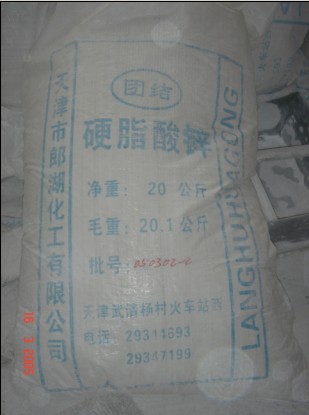 团结
硬脂酸锌
净重: 20 公斤
毛重: 20.1 公斤
批号:
天津武清杨村火车站西
电话: 29314693
29347199
天津市郎湖化工有限公司
LANGHUHUAGONG